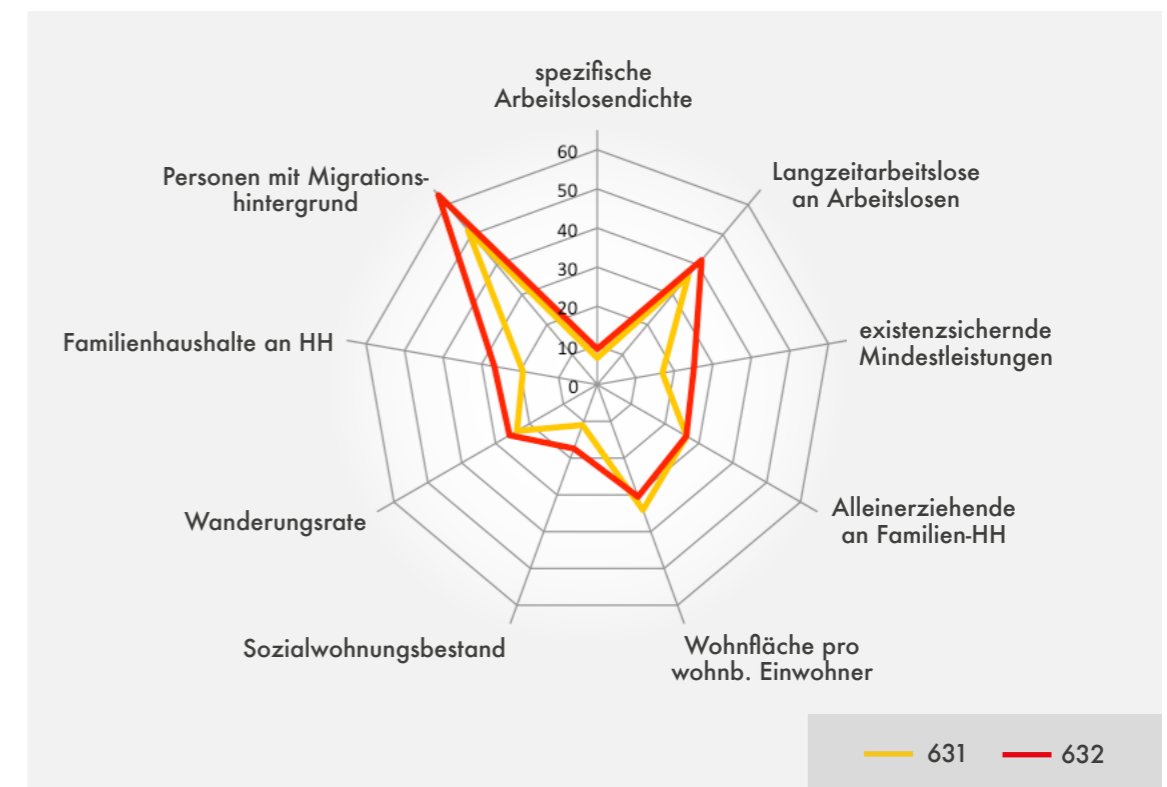 spezifische
Arbeitslosendichte
Personen mit Migrations-
hintergrund
Langzeitarbeitslose
an Arbeitslosen
60
50
40
30
20
10
0
Familienhaushalte an HH
existenzsichernde
Mindestleistungen
Wanderungsrate
Alleinerziehende
an Familien-HH
Sozialwohnungsbestand
Wohnfläche pro
wohnb. Einwohner
631
632